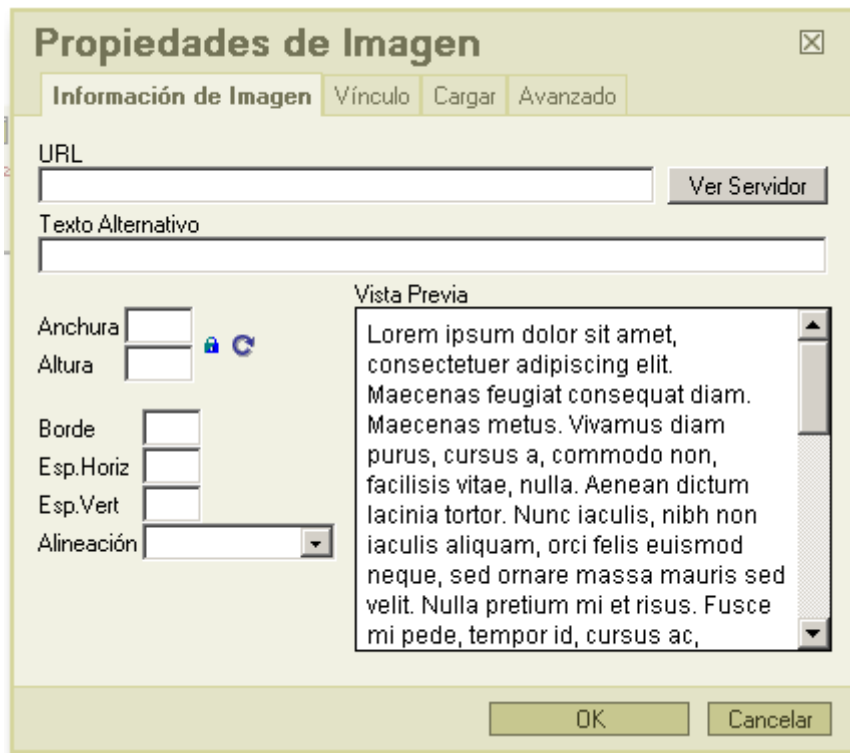 Propiedades de Imagen
Información de Imagen Vínculo Cargar Avanzado
URL
Ver Servidor
Texto Alternativo
Vista Previa
Anchura
Altura
Borde
Esp.Horiz
Esp.Vert
Alineación
Lorem ipsum dolor sit amet,
consectetuer adipiscing elit.
Maecenas feugiat consequat diam.
Maecenas metus. Vivamus diam
purus, cursus a, commodo non,
facilisis vitae, nulla. Aenean dictum
lacinia tortor. Nunc iaculis, nibh non
iaculis aliquam, orci felis euismod
neque, sed ornare massa mauris sed
velit. Nulla pretium mi et risus. Fusce
mi pede, tempor id, cursus ac,
OK Cancelar